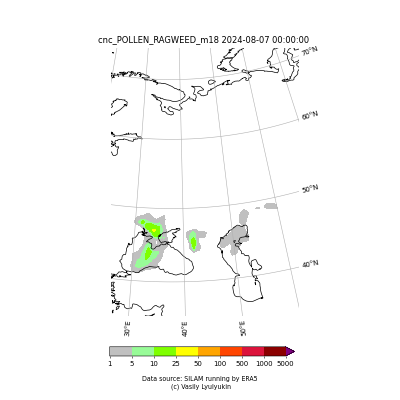 cnc_POLLEN_RAGWEED_m18 2024-08-07 00:00:00
70°N
60°N
50°N
40°N
30°E
40°E
50°E
1 5 10 25 50 100 500 1000 5000
Data source: SILAM running by ERA5
(c) Vasily Lyulyukin